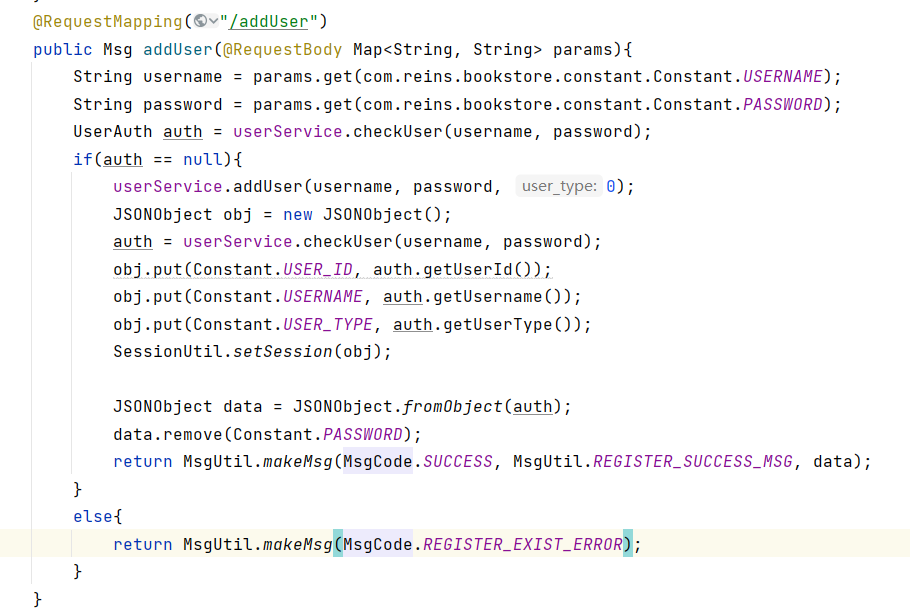 @RequestMapping("/addUser")
public Msg addUser(@RequestBody Map<String, String> params){
    String username = params.get(com.reins.bookstore.constant.Constant.USERNAME);
    String password = params.get(com.reins.bookstore.constant.Constant.PASSWORD);
    UserAuth auth = userService.checkUser(username, password);
    if(auth == null){
        userService.addUser(username, password, user_type: 0);
        JSONObject obj = new JSONObject();
        auth = userService.checkUser(username, password);
        obj.put(Constant.USER_ID, auth.getUserId());
        obj.put(Constant.USERNAME, auth.getUsername());
        obj.put(Constant.USER_TYPE, auth.getUserType());
        SessionUtil.setSession(obj);

        JSONObject data = JSONObject.fromObject(auth);
        data.remove(Constant.PASSWORD);
        return MsgUtil.makeMsg(MsgCode.SUCCESS, MsgUtil.REGISTER_SUCCESS_MSG, data);
    }
    else{
        return MsgUtil.makeMsg(MsgCode.REGISTER_EXIST_ERROR);
    }
}